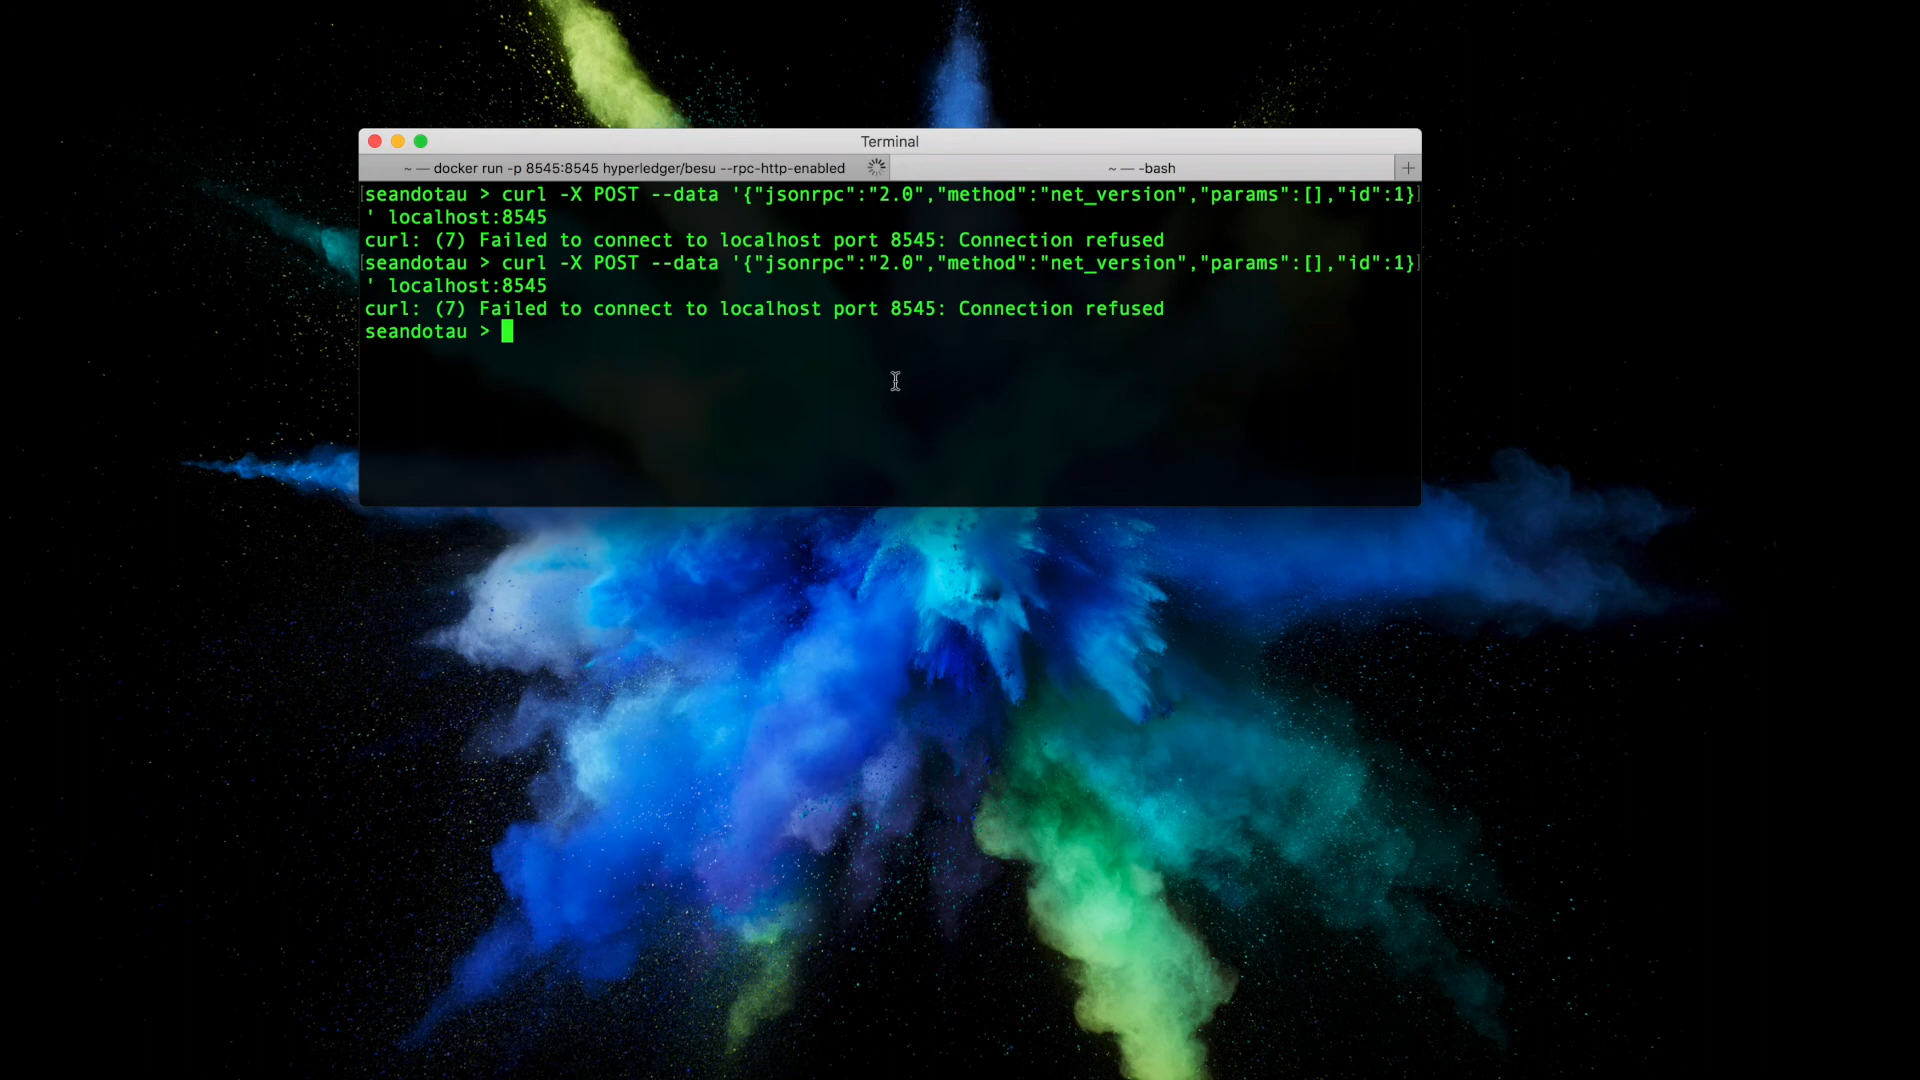 Terminal
~ — docker run -p 8545:8545 hyperledger/besu --rpc-http-enabled
~ — -bash
seandotau > curl -X POST --data '{"jsonrpc":"2.0","method":"net_version","params":[],"id":1}
' localhost:8545
curl: (7) Failed to connect to localhost port 8545: Connection refused
seandotau > curl -X POST --data '{"jsonrpc":"2.0","method":"net_version","params":[],"id":1}
' localhost:8545
curl: (7) Failed to connect to localhost port 8545: Connection refused
seandotau >